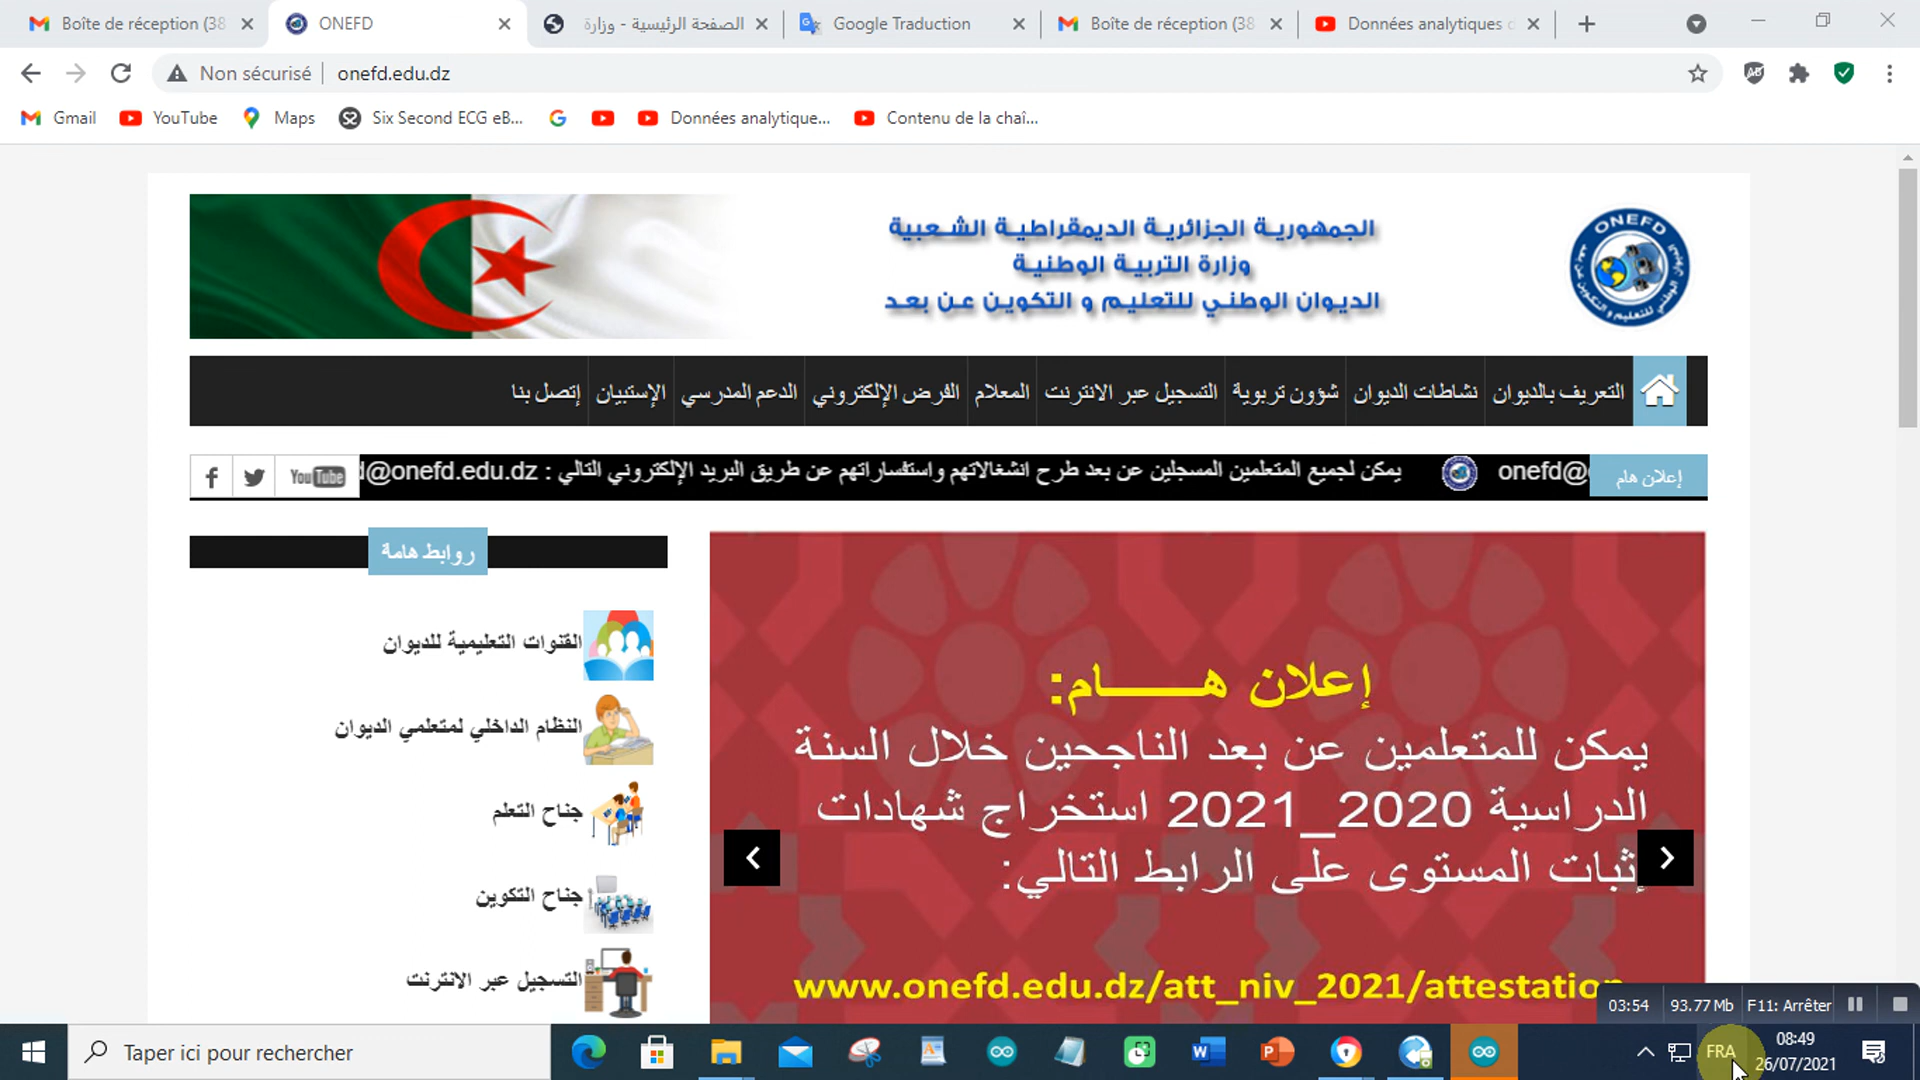 Boîte de réception (38
ONEFD
الصفحة الرئيسية - وزارة
Google Traduction
Boîte de réception (38
Données analytiques d
Non sécurisé
onefd.edu.dz
Gmail
YouTube
Maps
Six Second ECG eB...
Données analytique...
Contenu de la chaî...
الجمهورية الجزائرية الديمقراطية الشعبية
وزارة التربية الوطنية
الديوان الوطني للتعليم و التكوين عن بعد
ONEFD
التعريف بالديوان
نشاطات الديوان
شؤون تربوية
التسجيل عبر الانترنت
المعلام
الفرض الإلكتروني
الدعم المدرسي
الإستبيان
إتصل بنا
إعلان هام
onefd@
يمكن لجميع المتعلمين المسجلين عن بعد طرح انشغالاتهم واستفساراتهم عن طريق البريد الإلكتروني التالي : d@onefd.edu.dz
YouTube
روابط هامة
القنوات التعليمية للديوان
النظام الداخلي لمتعلمي الديوان
جناح التعلم
جناح التكوين
التسجيل عبر الانترنت
إعلان هـــــــام:
يمكن للمتعلمين عن بعد الناجحين خلال السنة
الدراسية 2020_2021 استخراج شهادات
إثبات المستوى على الرابط التالي:
www.onefd.edu.dz/att_niv_2021/attestation
03:54
93.77 Mb
F11: Arrêter
Taper ici pour rechercher
FRA
08:49
26/07/2021